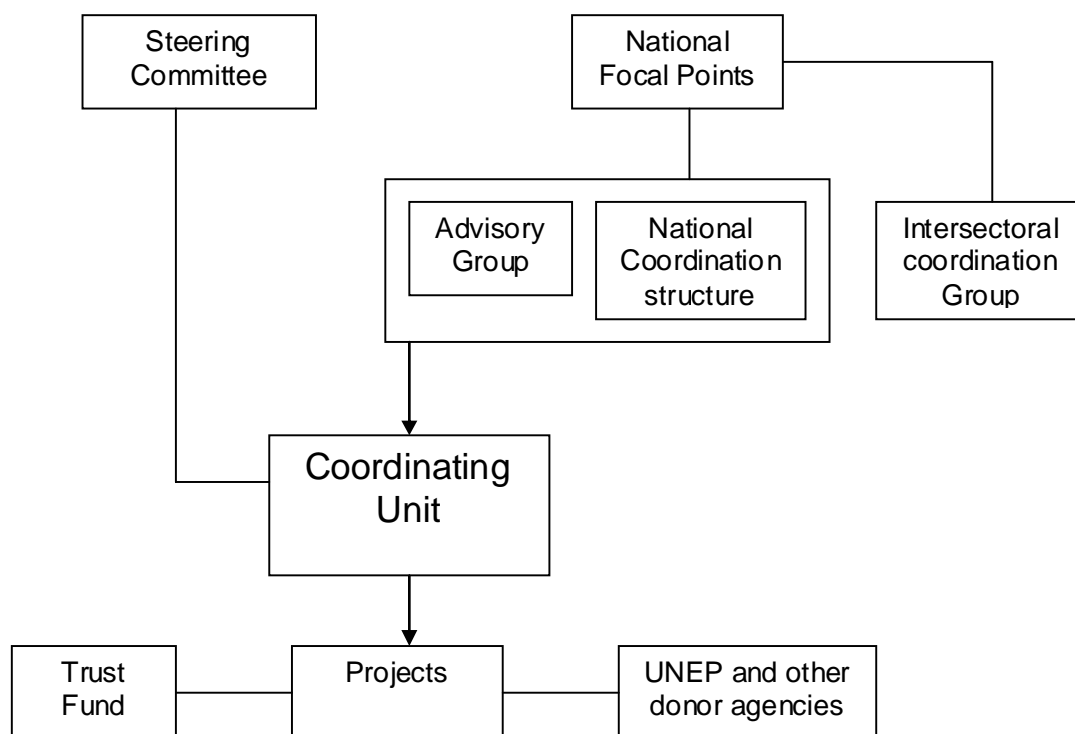 Steering
Committee
National
Focal Points
Advisory
Group
National
Coordination
structure
Intersectoral
coordination
Group
Coordinating
Unit
Trust
Fund
Projects
UNEP and other
donor agencies